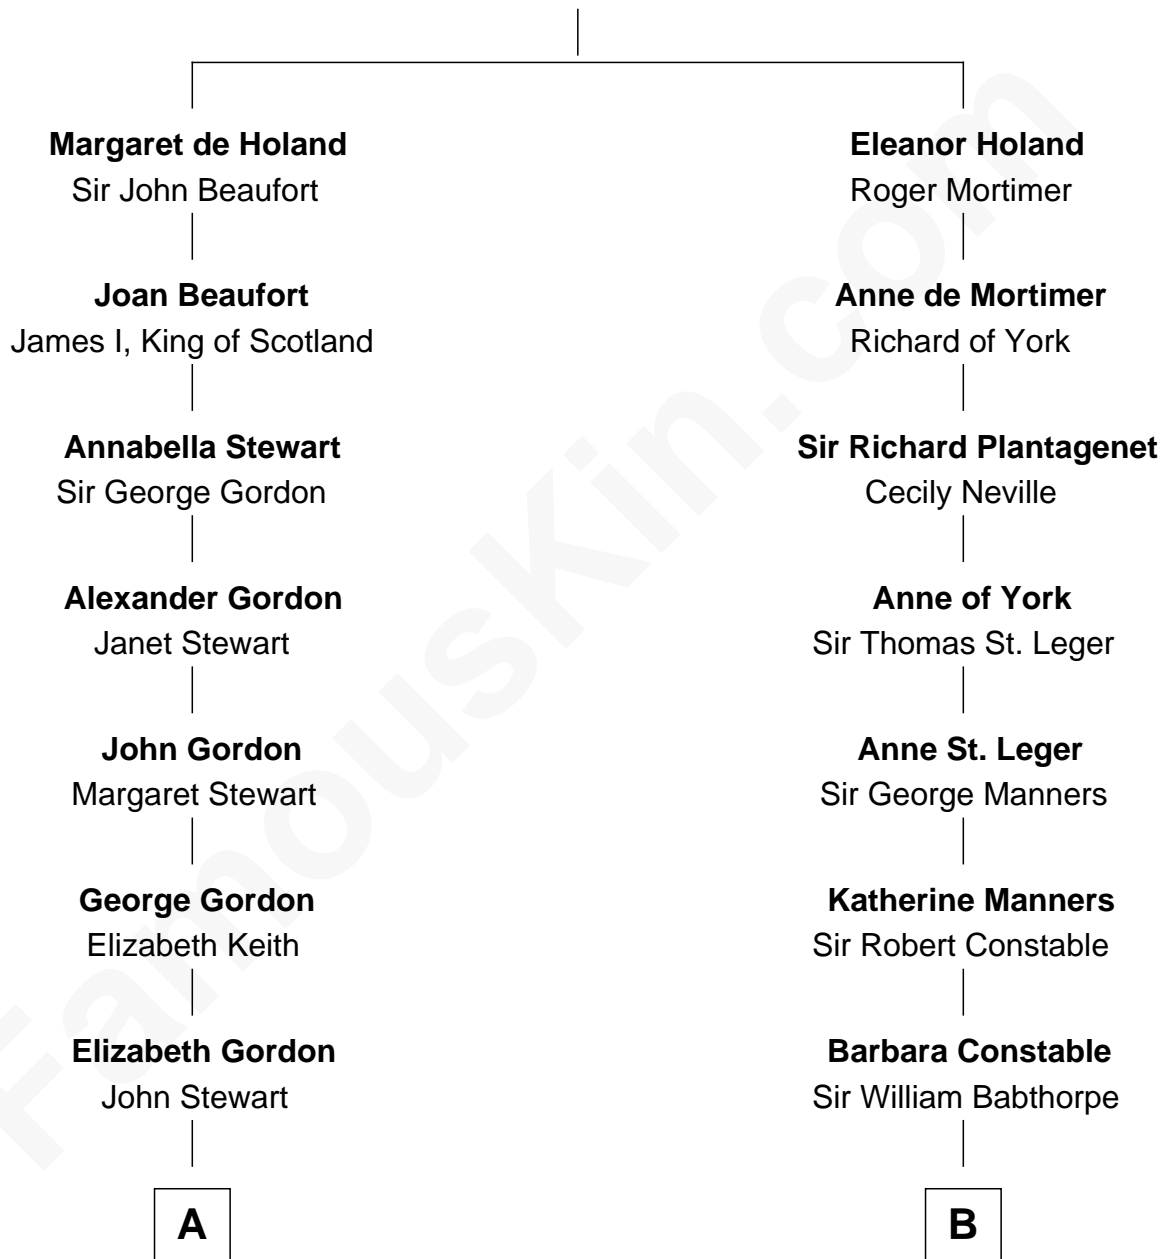 Margaret de Holand
Sir John Beaufort
Joan Beaufort
James I, King of Scotland
Annabella Stewart
Sir George Gordon
Alexander Gordon
Janet Stewart
John Gordon
Margaret Stewart
George Gordon
Elizabeth Keith
Elizabeth Gordon
John Stewart
A
Eleanor Holand
Roger Mortimer
Anne de Mortimer
Richard of York
Sir Richard Plantagenet
Cecily Neville
Anne of York
Sir Thomas St. Leger
Anne St. Leger
Sir George Manners
Katherine Manners
Sir Robert Constable
Barbara Constable
Sir William Babthorpe
B
FamousKin.com